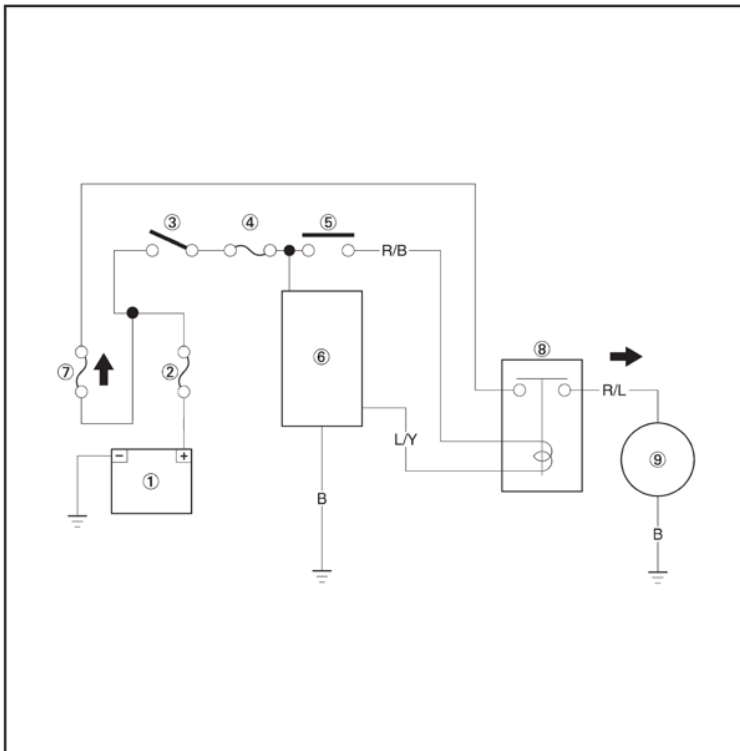 ③ ④ ⑤
R/B
⑧
⑦ ② ⑥
R/L
L/Y
⑨
− +
①
B
B